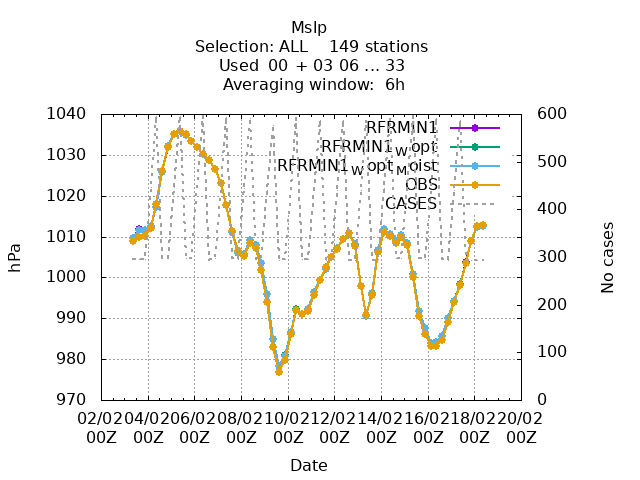 Mslp
Selection: ALL 149 stations
Used 00 + 03 06 ... 33
Averaging window: 6h
1040
1030
1020
1010
1000
990
980
970
600
500
400
300
200
100
0
hPa
No cases
RFRMIN1
RFRMIN1_W opt
RFRMIN1_W opt_M oist
OBS
CASES
02/02 04/02 06/02 08/02 10/02 12/02 14/02 16/02 18/02 20/02
00Z 00Z 00Z 00Z 00Z 00Z 00Z 00Z 00Z 00Z
Date